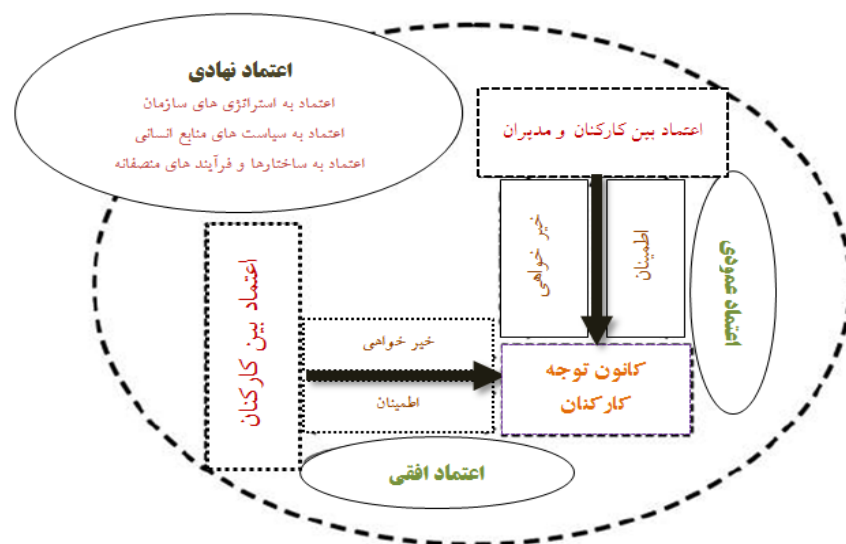 اعتماد نهادی
اعتماد به استراتژی های سازمان
اعتماد به سیاست های منابع انسانی
اعتماد به ساختارها و فرآیند های منصفانه
اعتماد بین کارکنان و مدیران
خیر خواهی
اطمینان
اعتماد عمودی
اعتماد بین کارکنان
خیر خواهی
اطمینان
کانون توجه
کارکنان
اعتماد افقی